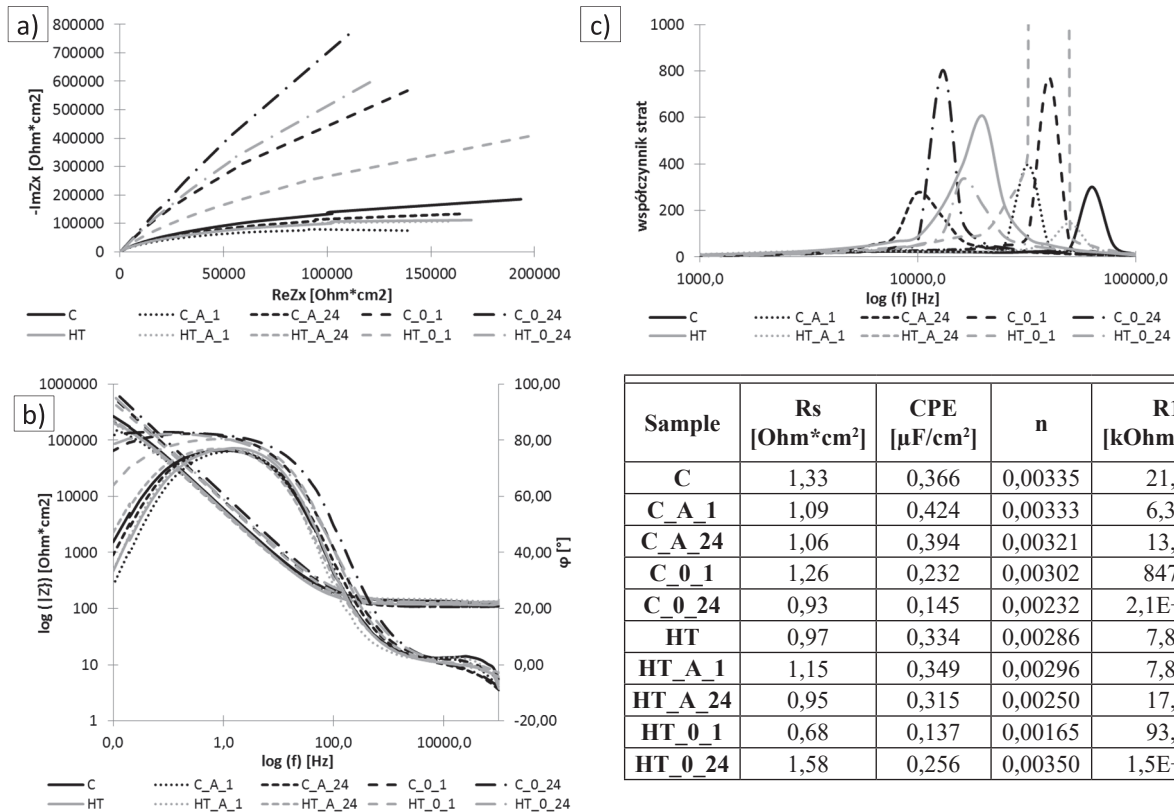 a)
800000
700000
600000
500000
400000
300000
200000
100000
0
-ImZx [Ohm*cm2]
0 50000 100000 150000 200000
ReZx [Ohm*cm2]
C C_A_1 C_A_24 C_0_1 C_0_24
HT HT_A_1 HT_A_24 HT_0_1 HT_0_24
c)
1000
800
600
400
200
0
współczynnik strat
1000,0 10000,0 100000,0
log (f) [Hz]
C C_A_1 C_A_24 C_0_1 C_0_24
HT HT_A_1 HT_A_24 HT_0_1 HT_0_24
b)
1000000
100000
10000
1000
100
10
1
log (|Z|) [Ohm*cm2]
100,00
80,00
60,00
40,00
20,00
0,00
-20,00
φ [°]
0,0 1,0 100,0 10000,0
log (f) [Hz]
C C_A_1 C_A_24 C_0_1 C_0_24
HT HT_A_1 HT_A_24 HT_0_1 HT_0_24
Sample Rs [Ohm*cm²] CPE [µF/cm²] n R1 [kOhm
C 1,33 0,366 0,00335 21,
C_A_1 1,09 0,424 0,00333 6,3
C_A_24 1,06 0,394 0,00321 13,
C_0_1 1,26 0,232 0,00302 847
C_0_24 0,93 0,145 0,00232 2,1E
HT 0,97 0,334 0,00286 7,8
HT_A_1 1,15 0,349 0,00296 7,8
HT_A_24 0,95 0,315 0,00250 17,
HT_0_1 0,68 0,137 0,00165 93,
HT_0_24 1,58 0,256 0,00350 1,5E